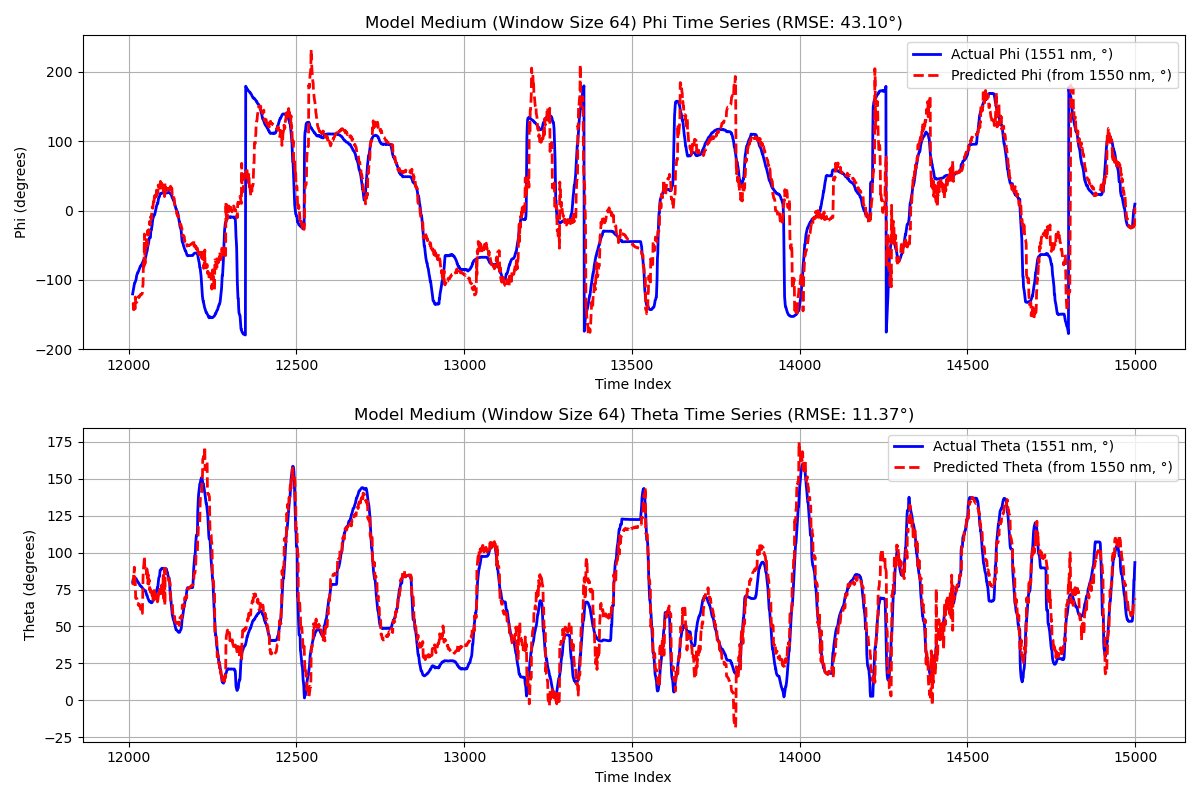 Model Medium (Window Size 64) Phi Time Series (RMSE: 43.10°)
Actual Phi (1551 nm, °)
Predicted Phi (from 1550 nm, °)
Phi (degrees)
200
100
0
−100
−200
12000
12500
13000
13500
14000
14500
15000
Time Index
Model Medium (Window Size 64) Theta Time Series (RMSE: 11.37°)
Actual Theta (1551 nm, °)
Predicted Theta (from 1550 nm, °)
Theta (degrees)
175
150
125
100
75
50
25
0
−25
12000
12500
13000
13500
14000
14500
15000
Time Index